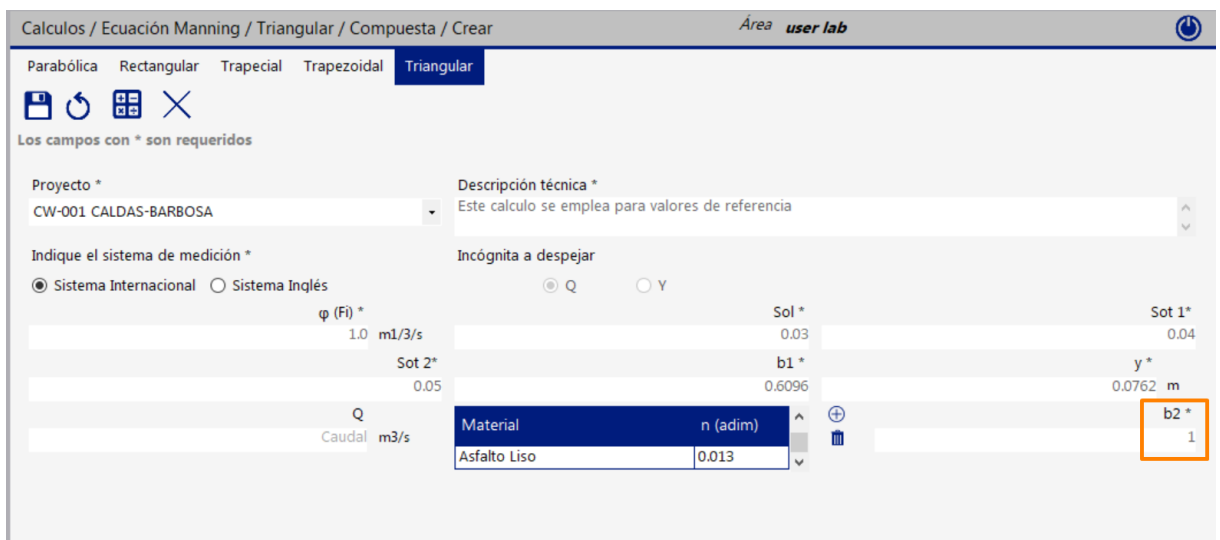 Calculos / Ecuación Manning / Triangular / Compuesta / Crear
Área user lab
Parabólica Rectangular Trapecial Trapezoidal Triangular
Los campos con * son requeridos
Proyecto *
Descripción técnica *
CW-001 CALDAS-BARBOSA
Este calculo se emplea para valores de referencia
Indique el sistema de medición *
Incógnita a despejar
Sistema Internacional Sistema Inglés
Q Y
φ (Fi) * Sol * Sot 1*
1.0 m1/3/s 0.03 0.04
Sot 2* b1 * y *
0.05 0.6096 0.0762 m
Q Material n (adim) b2 *
Caudal m3/s 1
Asfalto Liso 0.013